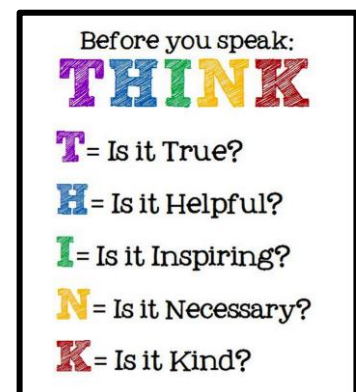 Before you speak:
THINK
T = Is it True?
H = Is it Helpful?
I = Is it Inspiring?
N = Is it Necessary?
K = Is it Kind?